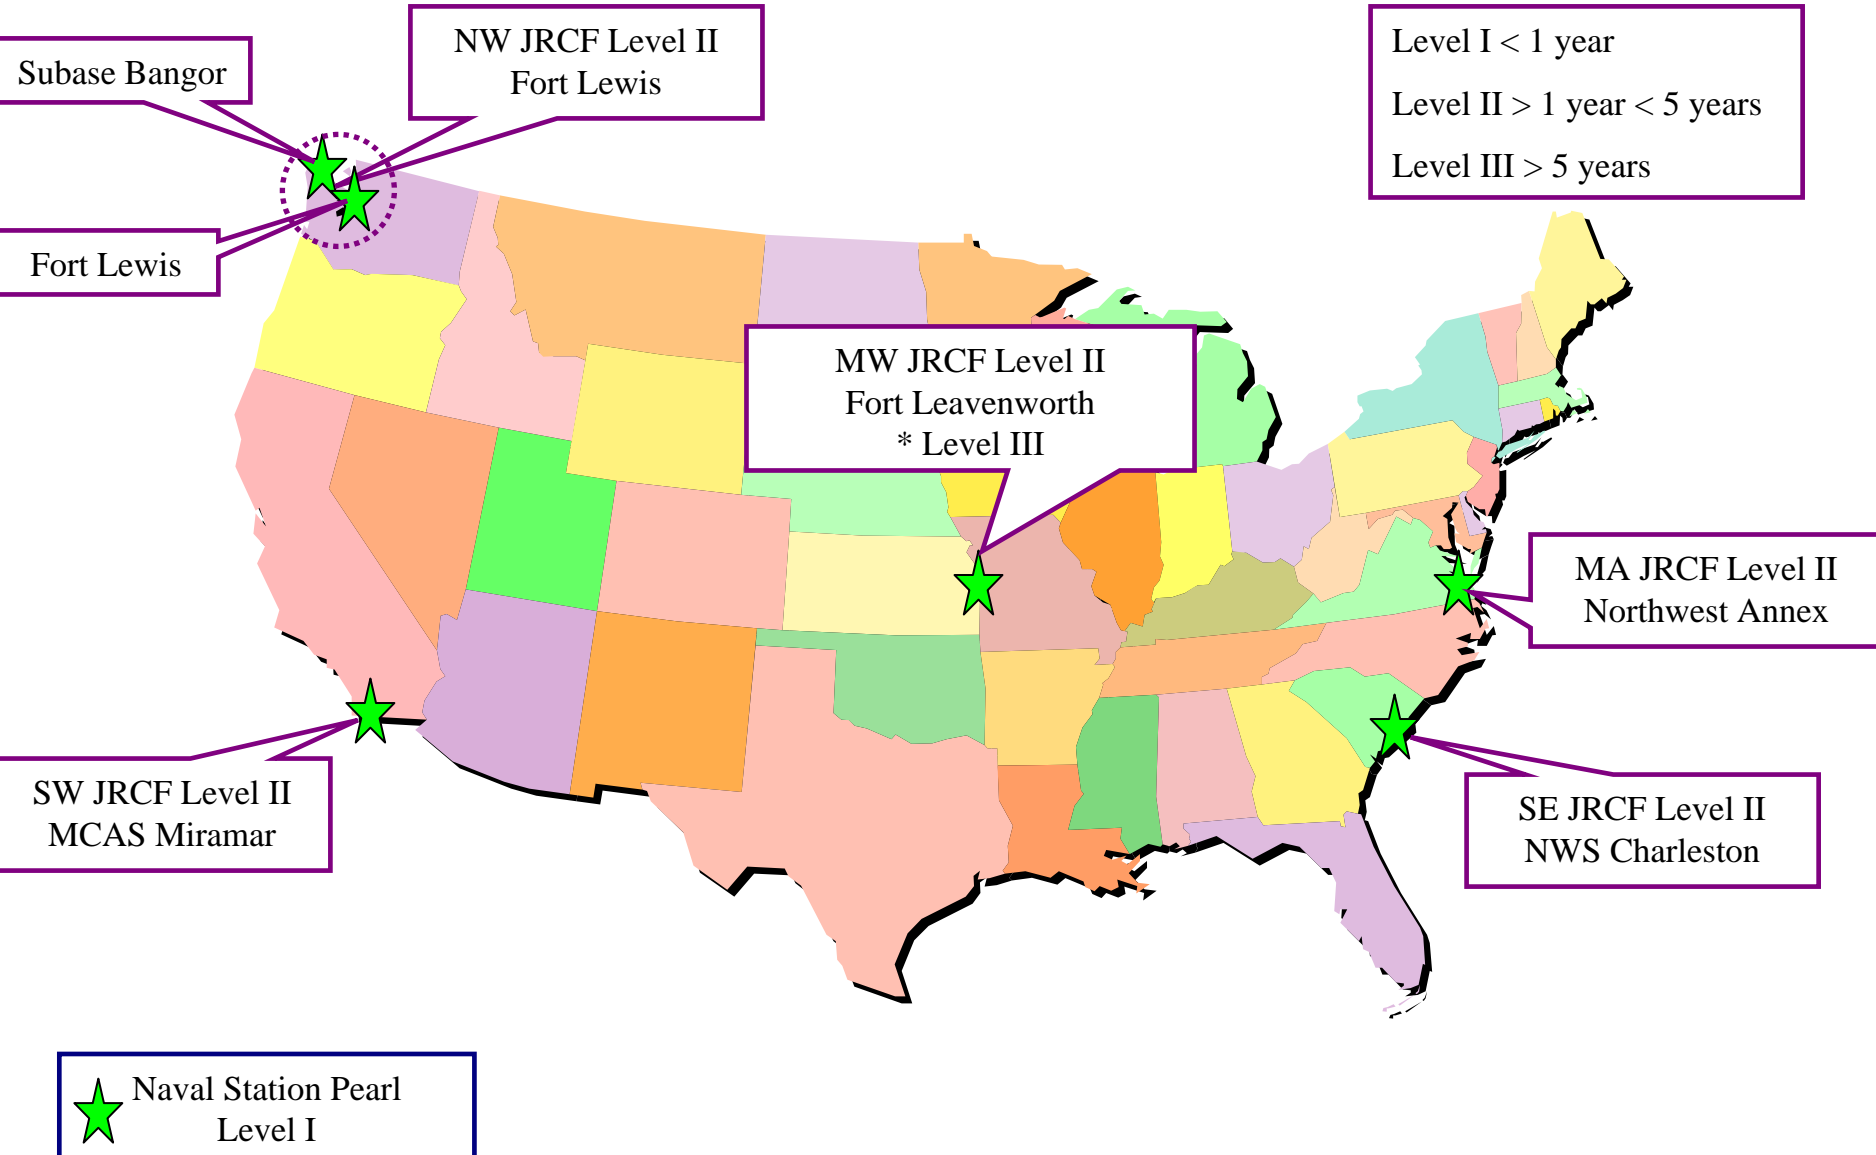 Subase Bangor
NW JRCF Level II
Fort Lewis
Level I < 1 year
Level II > 1 year < 5 years
Level III > 5 years
Fort Lewis
MW JRCF Level II
Fort Leavenworth
* Level III
MA JRCF Level II
Northwest Annex
SW JRCF Level II
MCAS Miramar
SE JRCF Level II
NWS Charleston
Naval Station Pearl
Level I